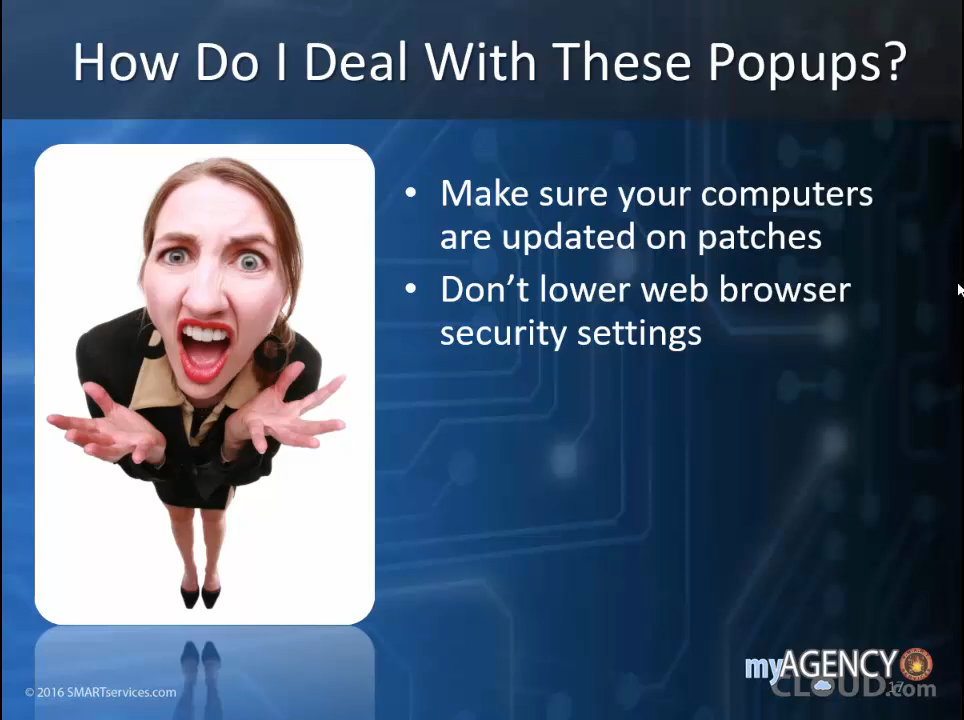 How Do I Deal With These Popups?
• Make sure your computers
are updated on patches
• Don’t lower web browser
security settings
myAGENCY
CLOUD.com
17
© 2016 SMARTservices.com